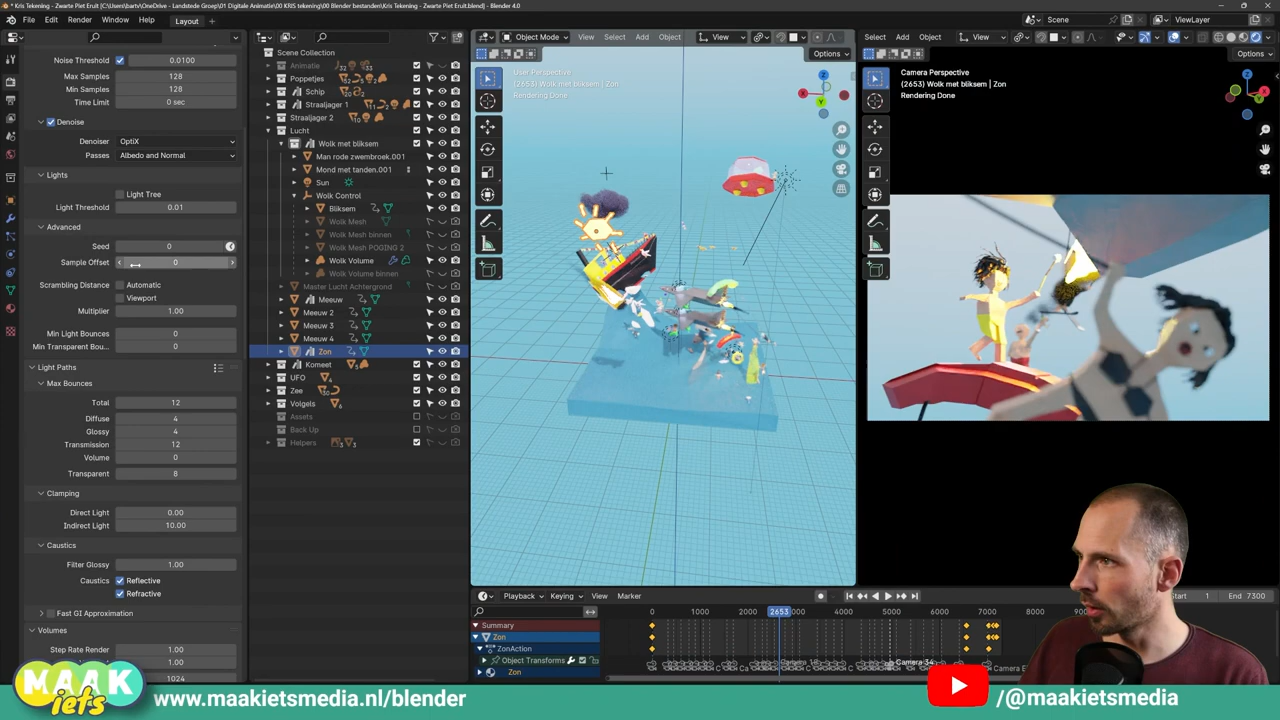 * Kris Tekening - Zwarte Piet Eruit [C:\Users\bartv\OneDrive - Landstede Groep\01 Digitale Animatie\00 KRIS tekening\00 Blender bestanden\Kris Tekening - Zwarte Piet Eruit.blend] - Blender 4.0
File Edit Render Window Help Layout Scene ViewLayer
Object Mode View Select Add Object View Options
Select Add Object View Options
Noise Threshold 0.0100
Max Samples 128
Min Samples 128
Time Limit 0 sec
Denoise
Denoiser OptiX
Passes Albedo and Normal
Lights
Light Tree
Light Threshold 0.01
Advanced
Seed 0
Sample Offset 0
Scrambling Distance Automatic
Viewport
Multiplier 1.00
Min Light Bounces 0
Min Transparent Bou... 0
Light Paths
Max Bounces
Total 12
Diffuse 4
Glossy 4
Transmission 12
Volume 0
Transparent 8
Clamping
Direct Light 0.00
Indirect Light 10.00
Caustics
Filter Glossy 1.00
Caustics Reflective
Refractive
Fast GI Approximation
Volumes
Step Rate Render 1.00
1.00
1024
Scene Collection
Animatie
Poppetjes
Schip
Straaljager 1
Straaljager 2
Lucht
Wolk met bliksem
Man rode zwembroek.001
Mond met tanden.001
Sun
Wolk Control
Bliksem
Wolk Mesh
Wolk Mesh binnen
Wolk Mesh POGING 2
Wolk Volume
Wolk Volume binnen
Master Lucht Achtergrond
Meeuw
Meeuw 2
Meeuw 3
Meeuw 4
Zon
Komeet
UFO
Zee
Volgels
Assets
Back Up
Helpers
User Perspective
(2653) Wolk met bliksem | Zon
Rendering Done
Camera Perspective
(2653) Wolk met bliksem | Zon
Rendering Done
Playback Keying View Marker Start 1 End 7300
0 1000 2000 2653 3000 4000 5000 6000 7000
Summary
Zon
ZonAction
Object Transforms
Zon
Camera 34
MAAK
iets
www.maakietsmedia.nl/blender
/@maakietsmedia